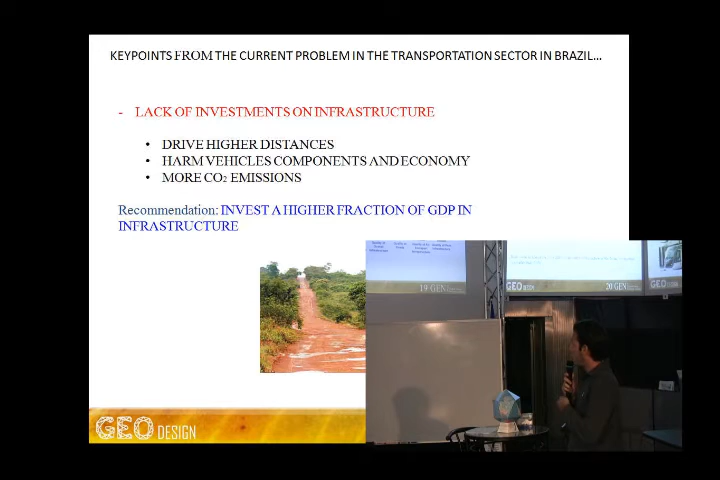 KEYPOINTS FROM THE CURRENT PROBLEM IN THE TRANSPORTATION SECTOR IN BRAZIL...
- LACK OF INVESTMENTS ON INFRASTRUCTURE
• DRIVE HIGHER DISTANCES
• HARM VEHICLES COMPONENTS AND ECONOMY
• MORE CO2 EMISSIONS
Recommendation: INVEST A HIGHER FRACTION OF GDP IN
INFRASTRUCTURE
19 GEN
20 GEN
GEO DESIGN
GEO
GEO DESIGN